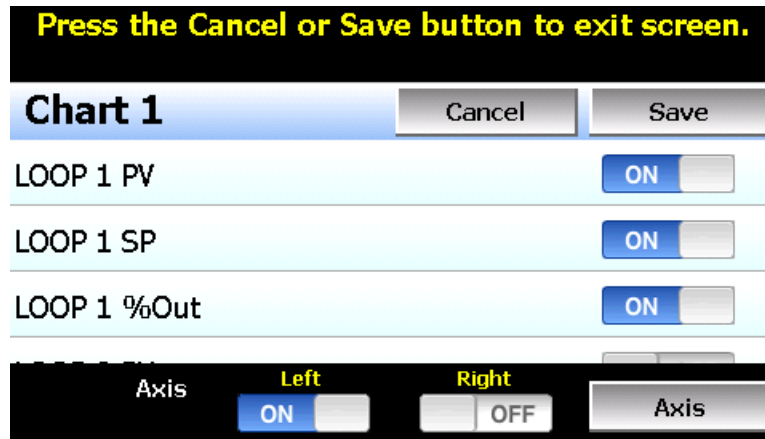 Press the Cancel or Save button to exit screen.
Chart 1 Cancel Save
LOOP 1 PV ON
LOOP 1 SP ON
LOOP 1 %Out ON
Left Right
Axis ON OFF Axis